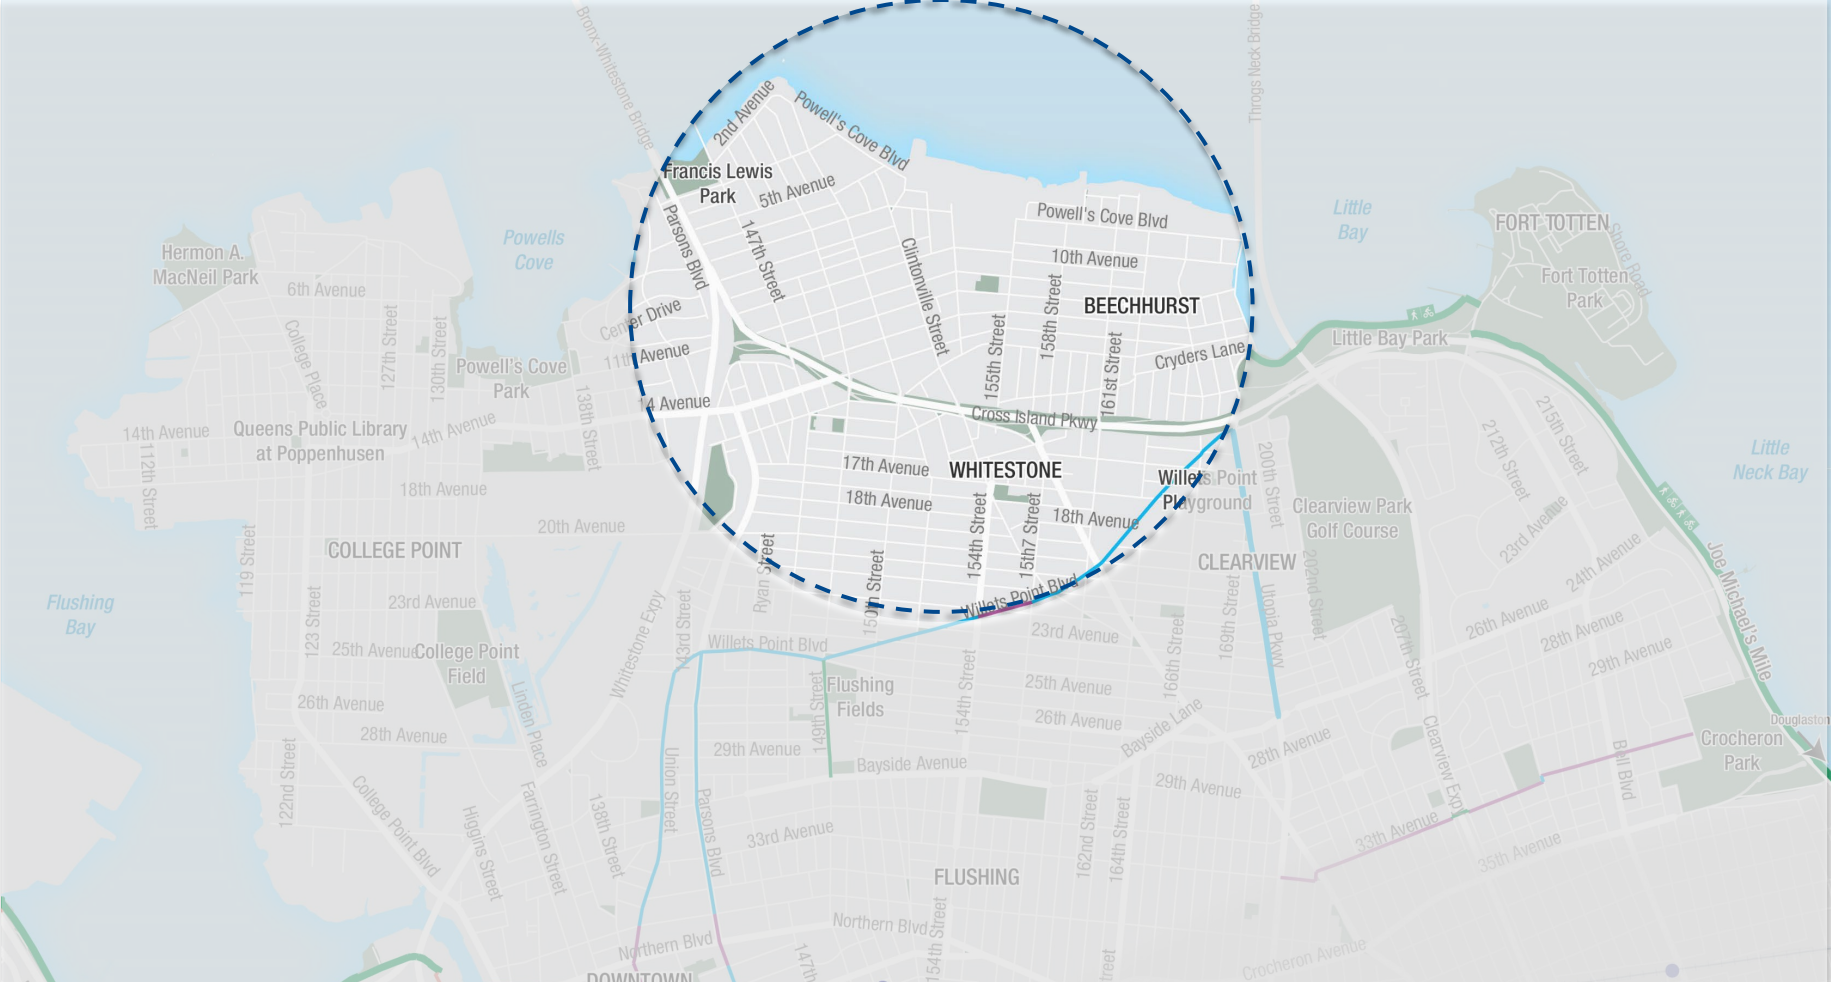 Bronx-Whitestone Bridge
Throgs Neck Bridge
2nd Avenue
Powell's Cove Blvd
Francis Lewis
Park
5th Avenue
Parsons Blvd
147th Street
Powell's Cove Blvd
10th Avenue
Clintonville Street
158th Street
BEECHHURST
155th Street
161st Street
Cryders Lane
Center Drive
11th Avenue
14 Avenue
Cross Island Pkwy
17th Avenue
WHITESTONE
18th Avenue
154th Street
15th7 Street
18th Avenue
Willets Point
Playground
Willets Point Blvd
Ryan Street
150th Street
Little
Bay
FORT TOTTEN
Shore Road
Fort Totten
Park
Little Bay Park
Powells
Cove
Hermon A.
MacNeil Park
6th Avenue
College Place
127th Street
130th Street
Powell's Cove
Park
138th Street
14th Avenue
Queens Public Library
at Poppenhusen
14th Avenue
112th Street
18th Avenue
20th Avenue
COLLEGE POINT
119 Street
Flushing
Bay
123 Street
23rd Avenue
25th Avenue
College Point
Field
26th Avenue
28th Avenue
Linden Place
Whitestone Expy
143rd Street
Willets Point Blvd
149th Street
Flushing
Fields
29th Avenue
Bayside Avenue
122nd Street
College Point Blvd
Higgins Street
Farrington Street
138th Street
Union Street
Parsons Blvd
33rd Avenue
Northern Blvd
DOWNTOWN
147th
Northern Blvd
154th Street
FLUSHING
154th Street
23rd Avenue
25th Avenue
26th Avenue
166th Street
169th Street
Bayside Lane
29th Avenue
162nd Street
164th Street
treet
28th Avenue
CLEARVIEW
Utopia Pkwy
200th Street
202nd Street
Clearview Park
Golf Course
207th Street
Clearview Expy
212th Street
215th Street
23rd Avenue
24th Avenue
26th Avenue
28th Avenue
29th Avenue
Bell Blvd
33th Avenue
35th Avenue
Crocheron Avenue
Crocheron
Park
Douglaston
Joe Michael's Mile
Little
Neck Bay